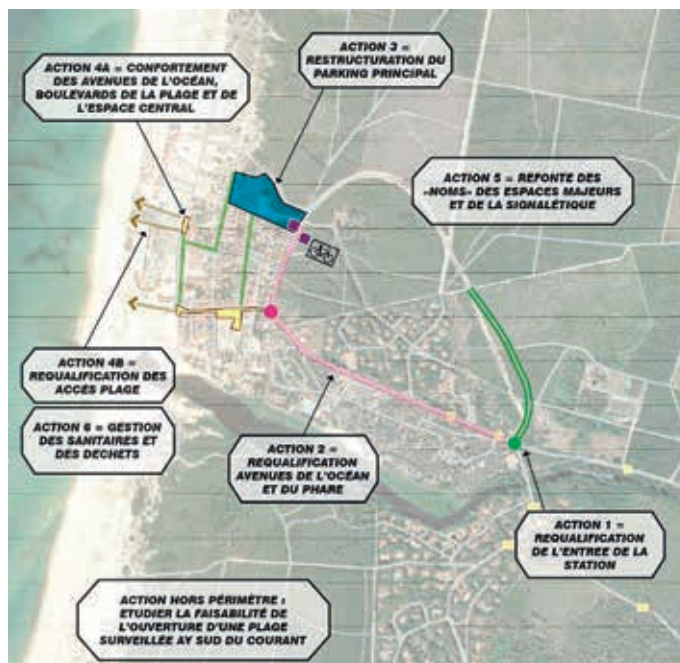 ACTION 3 =
RESTRUCTURATION DU
PARKING PRINCIPAL
ACTION 4A = CONFORTEMENT
DES AVENUES DE L'OCÉAN,
BOULEVARDS DE LA PLAGE ET DE
L'ESPACE CENTRAL
ACTION 5 = REFONTE DES
«NOMS» DES ESPACES MAJEURS
ET DE LA SIGNALÉTIQUE
ACTION 4B =
REQUALIFICATION DES
ACCÈS PLAGE
ACTION 6 = GESTION
DES SANITAIRES ET
DES DECHETS
ACTION 2 =
REQUALIFICATION
AVENUES DE L'OCÉAN
ET DU PHARE
ACTION 1 =
REQUALIFICATION
DE L'ENTREE DE LA
STATION
ACTION HORS PÉRIMÈTRE :
ETUDIER LA FAISABILITÉ DE
L'OUVERTURE D'UNE PLAGE
SURVEILLÉE AY SUD DU COURANT